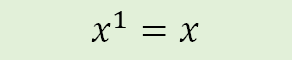 x¹ = x